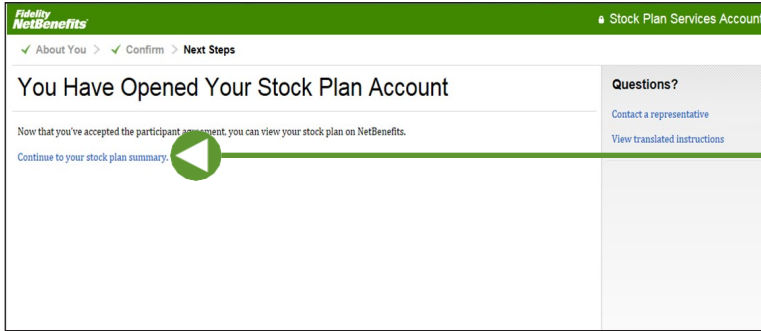 Fidelity
NetBenefits
Stock Plan Services Account
About You > Confirm > Next Steps
You Have Opened Your Stock Plan Account
Now that you've accepted the participant agreement, you can view your stock plan on NetBenefits.
Continue to your stock plan summary.
Questions?
Contact a representative
View translated instructions